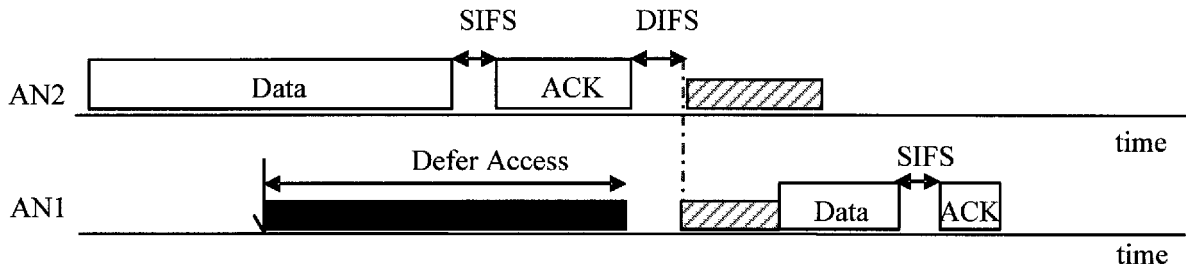 SIFS DIFS
AN2 Data ACK
time
Defer Access SIFS
AN1 Data ACK
time